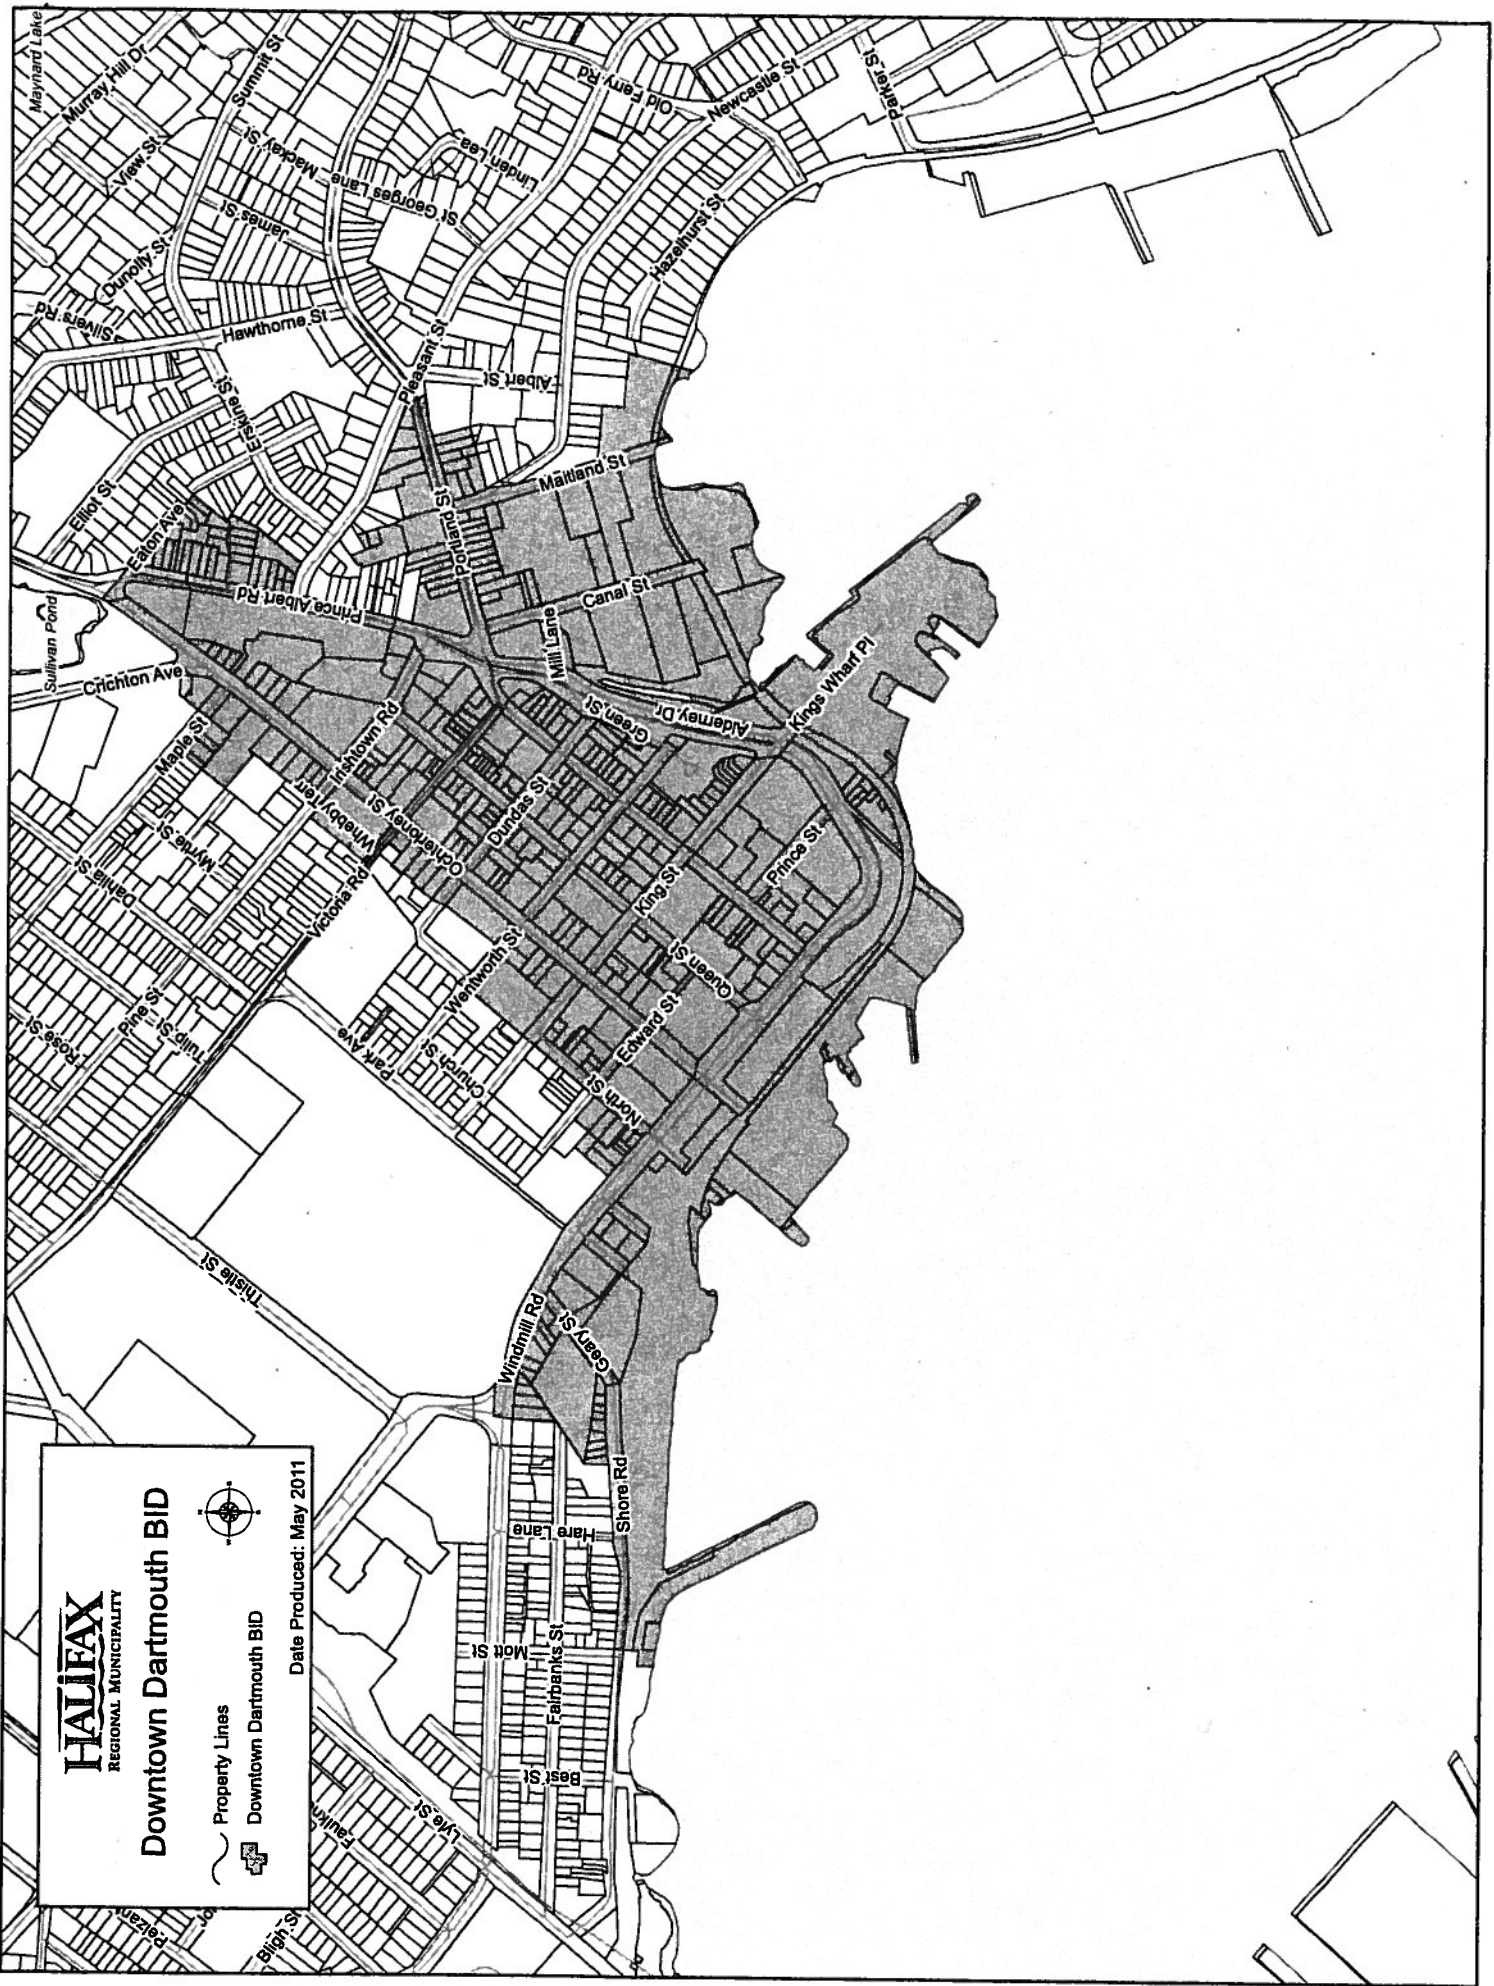 HALIFAX
REGIONAL MUNICIPALITY
Downtown Dartmouth BID
Property Lines
Downtown Dartmouth BID
Date Produced: May 2011
Maynard Lake
Murray Hill Dr
Summit St
View St
Mackay St
James St
St Georges Lane
Linden Lea
Old Ferry Rd
Newcastle St
Parker St
Hazelhurst St
Dunolly St
Silvers Rd
Hawthorne St
Erskine St
Pleasant St
Albert St
Elliot St
Eaton Ave
Prince Albert Rd
Portland St
Maitland St
Canal St
Mill Lane
Sullivan Pond
Crichton Ave
Maple St
Irishtown Rd
Green St
Alderney Dr
Kings Wharf Pl
Whebby Terr
Ochterloney St
Dundas St
Myrtle St
Dahlia St
Victoria Rd
King St
Prince St
Queen St
Wentworth St
Edward St
Rose St
Pine St
Tulip St
Park Ave
Church St
North St
Thistle St
Windmill Rd
Geary St
Shore Rd
Hare Lane
Mott St
Fairbanks St
Best St
Lyle St
Faulkn
Pelzant
Jo
Bligh St